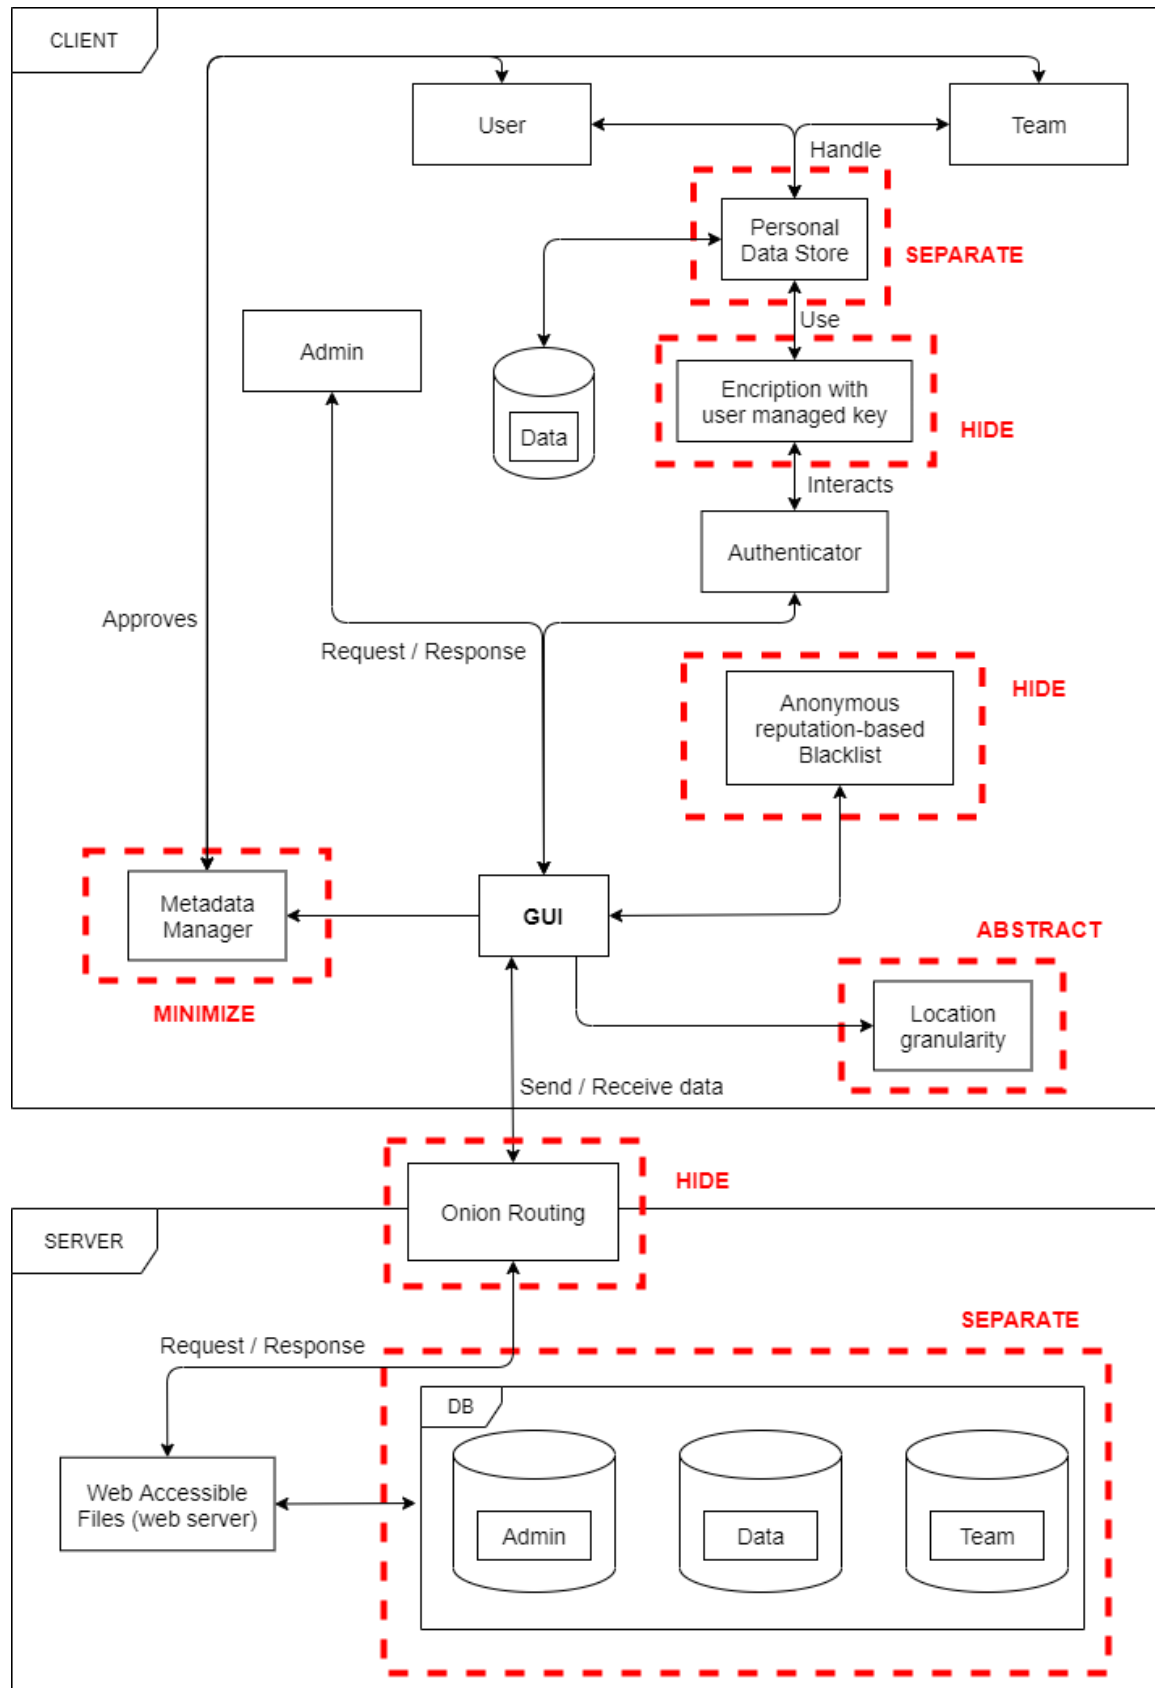 CLIENT
User
Team
Handle
Personal
Data Store
SEPARATE
Use
Admin
Encription with
user managed key
HIDE
Data
Interacts
Authenticator
Approves
Request / Response
HIDE
Anonymous
reputation-based
Blacklist
Metadata
Manager
GUI
ABSTRACT
MINIMIZE
Location
granularity
Send / Receive data
HIDE
Onion Routing
SERVER
SEPARATE
Request / Response
DB
Web Accessible
Files (web server)
Admin
Data
Team